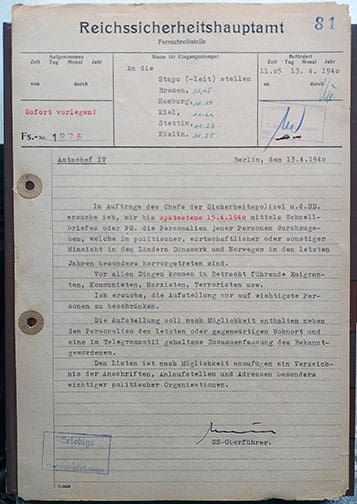 81
Reichssicherheitshauptamt
Fernschreibstelle
Aufgenommen
Zeit Tag Monat Jahr
von durch
Raum für Eingangsstempel
Befördert
Zeit Tag Monat Jahr
11.05 13. 4. 1940
durch
An die
Stapo (-leit) stellen
Bremen,
Hamburg,
Kiel,
Stettin,
Köslin.
Sofort vorlegen!
Fs.-Nr.
Amtschef IV
Berlin, den 13.4.1940
Im Auftrage des Chefs der Sicherheitspolizei u.d.SD.
ersuche ich, mir bis spätestens 15.4.1940 mittels Schnell-
briefes oder FS. die Personalien jener Personen durchzuge-
ben, welche in politischer, wirtschaftlicher oder sonstiger
Hinsicht in den Ländern Dänemark und Norwegen in den letzten
Jahren besonders hervorgetreten sind.
Vor allen Dingen kommen in Betracht führende Emigran-
ten, Kommunisten, Marxisten, Terroristen usw.
Ich ersuche, die Aufstellung nur auf wichtigste Per-
sonen zu beschränken.
Die Aufstellung soll nach Möglichkeit enthalten neben
den Personalien den letzten oder gegenwärtigen Wohnort und
eine im Telegrammstil gehaltene Zusammenfassung des Bekannt-
gewordenen.
Den Listen ist nach Möglichkeit anzufügen ein Verzeich-
nis der Anschriften, Anlaufstellen und Adressen besonders
wichtiger politischer Organisationen.
SS-Oberführer.
Erledigt